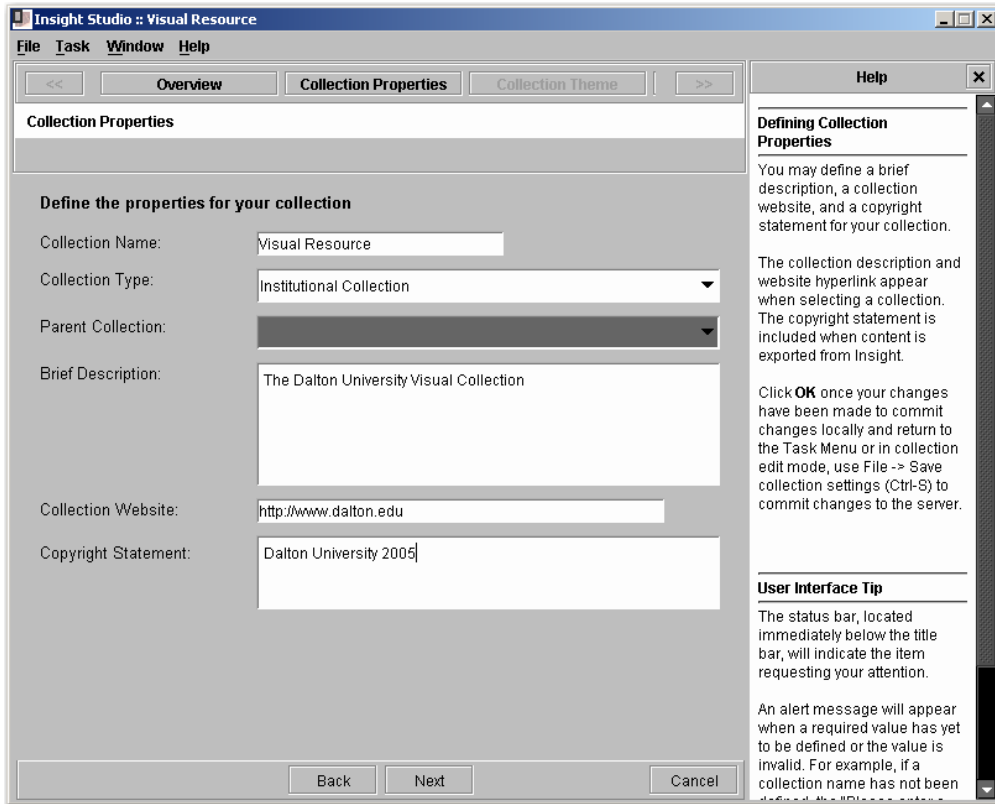 Insight Studio :: Visual Resource
File Task Window Help
<< Overview Collection Properties Collection Theme >>
Collection Properties
Define the properties for your collection
Collection Name: Visual Resource
Collection Type: Institutional Collection
Parent Collection:
Brief Description: The Dalton University Visual Collection
Collection Website: http://www.dalton.edu
Copyright Statement: Dalton University 2005
Back Next Cancel
Help
Defining Collection
Properties
You may define a brief
description, a collection
website, and a copyright
statement for your collection.
The collection description and
website hyperlink appear
when selecting a collection.
The copyright statement is
included when content is
exported from Insight.
Click OK once your changes
have been made to commit
changes locally and return to
the Task Menu or in collection
edit mode, use File -> Save
collection settings (Ctrl-S) to
commit changes to the server.
User Interface Tip
The status bar, located
immediately below the title
bar, will indicate the item
requesting your attention.
An alert message will appear
when a required value has yet
to be defined or the value is
invalid. For example, if a
collection name has not been
defined, the "Please enter a